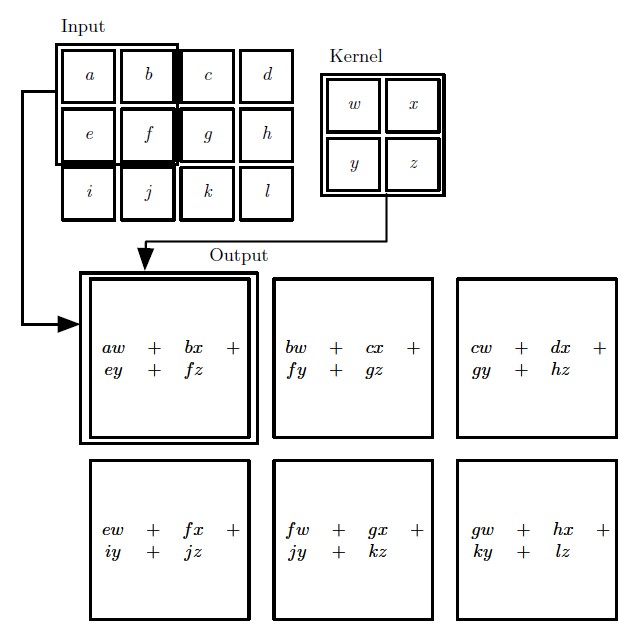 Input
a b c d
Kernel
w x
e f g h
y z
i j k l
Output
aw + bx +
ey + fz
bw + cx +
fy + gz
cw + dx +
gy + hz
ew + fx +
iy + jz
fw + gx +
jy + kz
gw + hx +
ky + lz